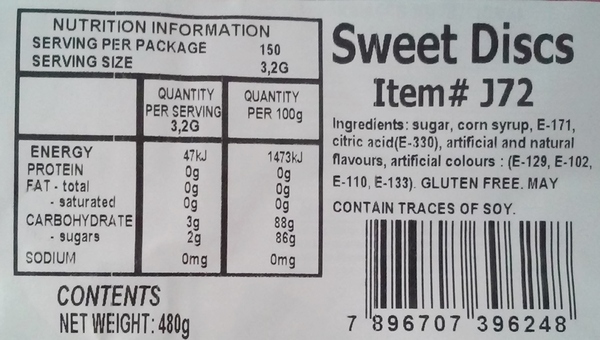 NUTRITION INFORMATION
SERVING PER PACKAGE 150
SERVING SIZE 3,2G
QUANTITY PER SERVING 3,2G
QUANTITY PER 100g
ENERGY 47kJ 1473kJ
PROTEIN 0g 0g
FAT - total 0g 0g
- saturated 0g 0g
CARBOHYDRATE 3g 88g
- sugars 2g 86g
SODIUM 0mg 0mg
CONTENTS
NET WEIGHT: 480g
Sweet Discs
Item# J72
Ingredients: sugar, corn syrup, E-171,
citric acid(E-330), artificial and natural
flavours, artificial colours : (E-129, E-102,
E-110, E-133). GLUTEN FREE. MAY
CONTAIN TRACES OF SOY.
7 896707 396248